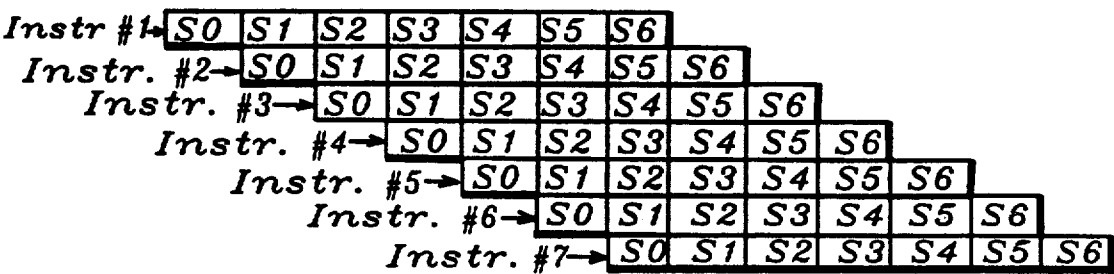 Instr #1 S0 S1 S2 S3 S4 S5 S6
Instr. #2 S0 S1 S2 S3 S4 S5 S6
Instr. #3 S0 S1 S2 S3 S4 S5 S6
Instr. #4 S0 S1 S2 S3 S4 S5 S6
Instr. #5 S0 S1 S2 S3 S4 S5 S6
Instr. #6 S0 S1 S2 S3 S4 S5 S6
Instr. #7 S0 S1 S2 S3 S4 S5 S6